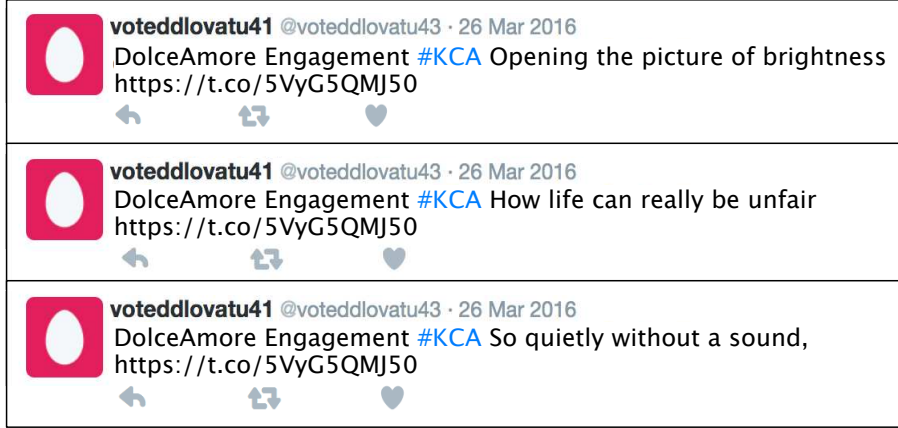 voteddlovatu41 @voteddlovatu41 · 26 Mar 2016
DolceAmore Engagement #KCA Opening the picture of brightness
https://t.co/5VyG5QMJ50
voteddlovatu41 @voteddlovatu43 · 26 Mar 2016
DolceAmore Engagement #KCA How life can really be unfair
https://t.co/5VyG5QMJ50
voteddlovatu41 @voteddlovatu43 · 26 Mar 2016
DolceAmore Engagement #KCA So quietly without a sound,
https://t.co/5VyG5QMJ50